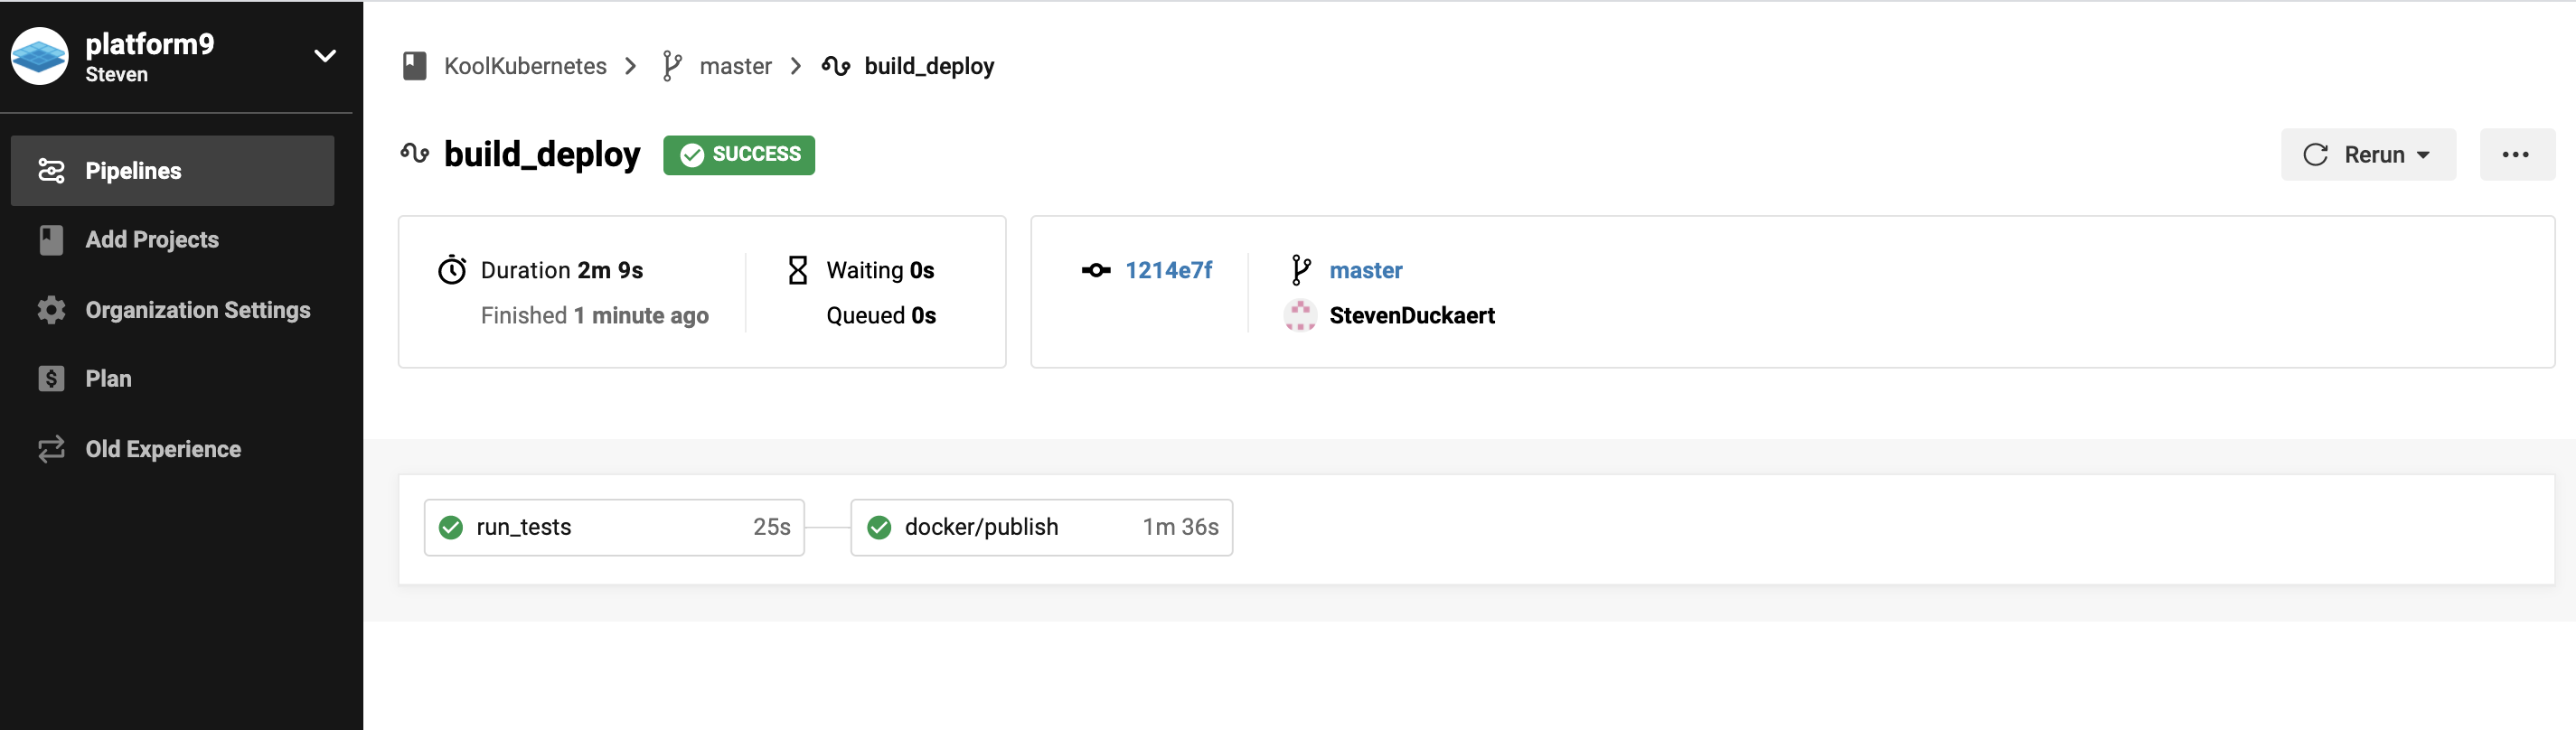 platform9
Steven
Pipelines
Add Projects
Organization Settings
Plan
Old Experience
KoolKubernetes > master > build_deploy
build_deploy SUCCESS
Rerun
Duration 2m 9s
Finished 1 minute ago
Waiting 0s
Queued 0s
1214e7f
master
StevenDuckaert
run_tests 25s
docker/publish 1m 36s